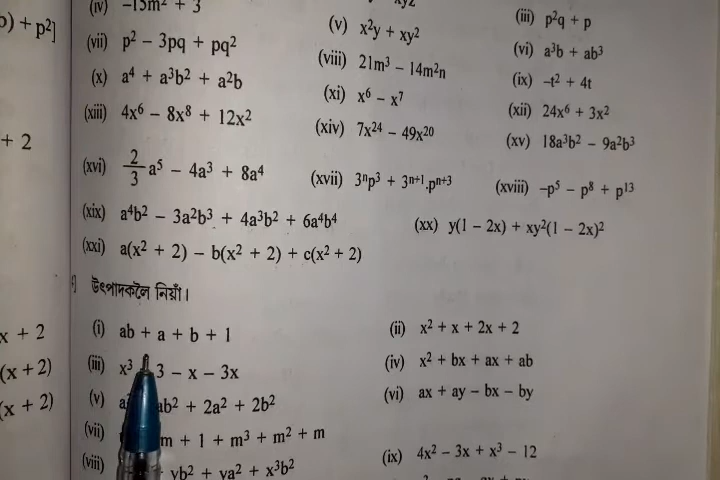 b) + p²]
(iv) −15m² + 3
(iii) p²q + p
(v) x²y + xy²
(vii) p² − 3pq + pq²
(vi) a³b + ab³
(viii) 21m³ − 14m²n
(x) a⁴ + a³b² + a²b
(ix) −t² + 4t
(xi) x⁶ − x⁷
(xiii) 4x⁶ − 8x⁸ + 12x²
(xii) 24x⁶ + 3x²
+ 2
(xiv) 7x²⁴ − 49x²⁰
(xv) 18a³b² − 9a²b³
(xvi) 2/3 a⁵ − 4a³ + 8a⁴
(xvii) 3ⁿp³ + 3ⁿ⁺¹.pⁿ⁺³
(xviii) −p⁵ − p⁸ + p¹³
(xix) a⁴b² − 3a²b³ + 4a³b² + 6a⁴b⁴
(xx) y(1 − 2x) + xy²(1 − 2x)²
(xxi) a(x² + 2) − b(x² + 2) + c(x² + 2)
উৎপাদকলৈ নিয়াঁ।
x + 2
(i) ab + a + b + 1
(ii) x² + x + 2x + 2
(x + 2)
(iii) x³ 3 − x − 3x
(iv) x² + bx + ax + ab
(x + 2)
(v) ab² + 2a² + 2b²
(vi) ax + ay − bx − by
(vii) m + 1 + m³ + m² + m
(viii) yb² + ya² + x³b²
(ix) 4x² − 3x + x³ − 12